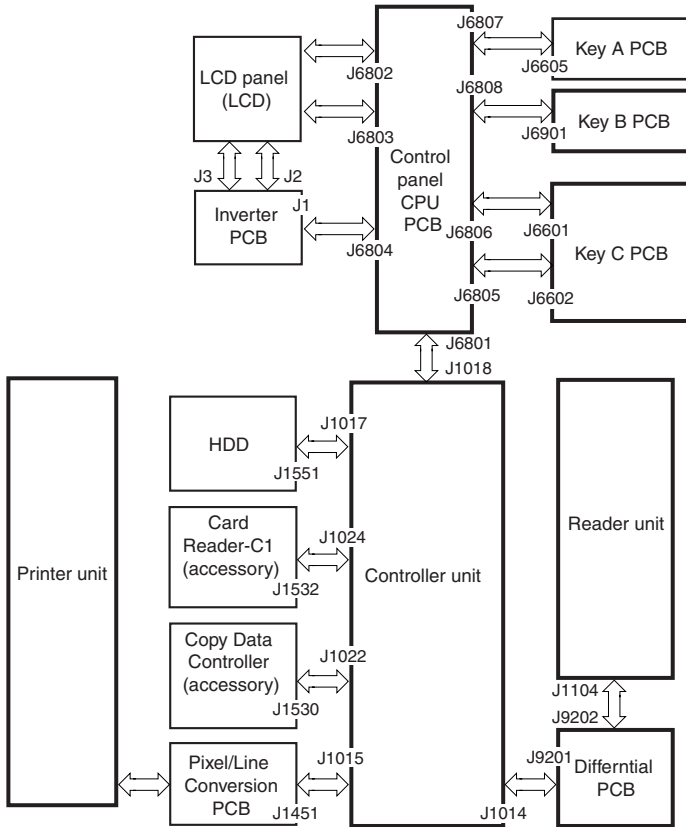 J6807
LCD panel
(LCD)
J6802
J6605
Key A PCB
J6808
J6803
J6901
Key B PCB
Control
panel
CPU
PCB
J3
J2
J1
Inverter
PCB
J6804
J6806
J6601
Key C PCB
J6805
J6602
J6801
J1018
HDD
J1017
J1551
Card
Reader-C1
(accessory)
J1024
J1532
Printer unit
Controller unit
Reader unit
Copy Data
Controller
(accessory)
J1022
J1530
J1104
J9202
Pixel/Line
Conversion
PCB
J1015
J1451
J9201
Differntial
PCB
J1014